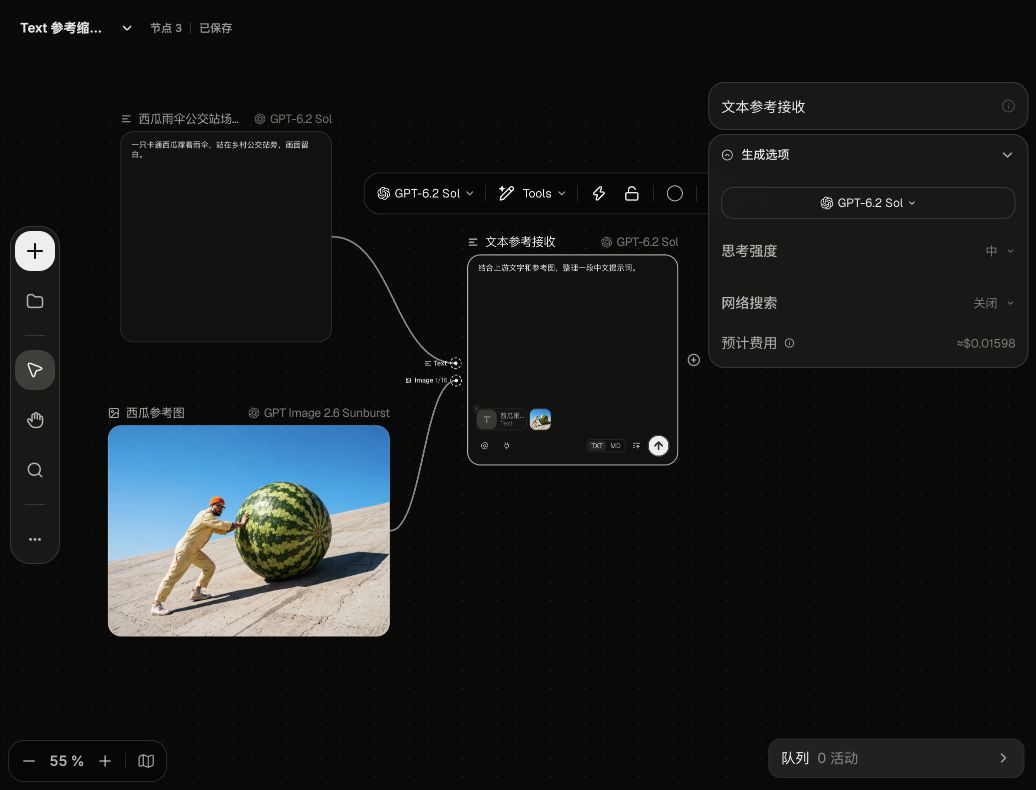 Text 参考缩...
节点 3
已保存
西瓜雨伞公交站场...
GPT-6.2 Sol
一只卡通西瓜撑着雨伞，站在乡村公交站旁，画面留
白。
GPT-6.2 Sol
Tools
文本参考接收
GPT-6.2 Sol
结合上游文字和参考图，整理一段中文提示词。
Text
Image 1/16
T
西瓜雨...
Text
TXT
MD
西瓜参考图
GPT Image 2.6 Sunburst
文本参考接收
生成选项
GPT-6.2 Sol
思考强度
中
网络搜索
关闭
预计费用
≈$0.01598
55 %
队列
0 活动